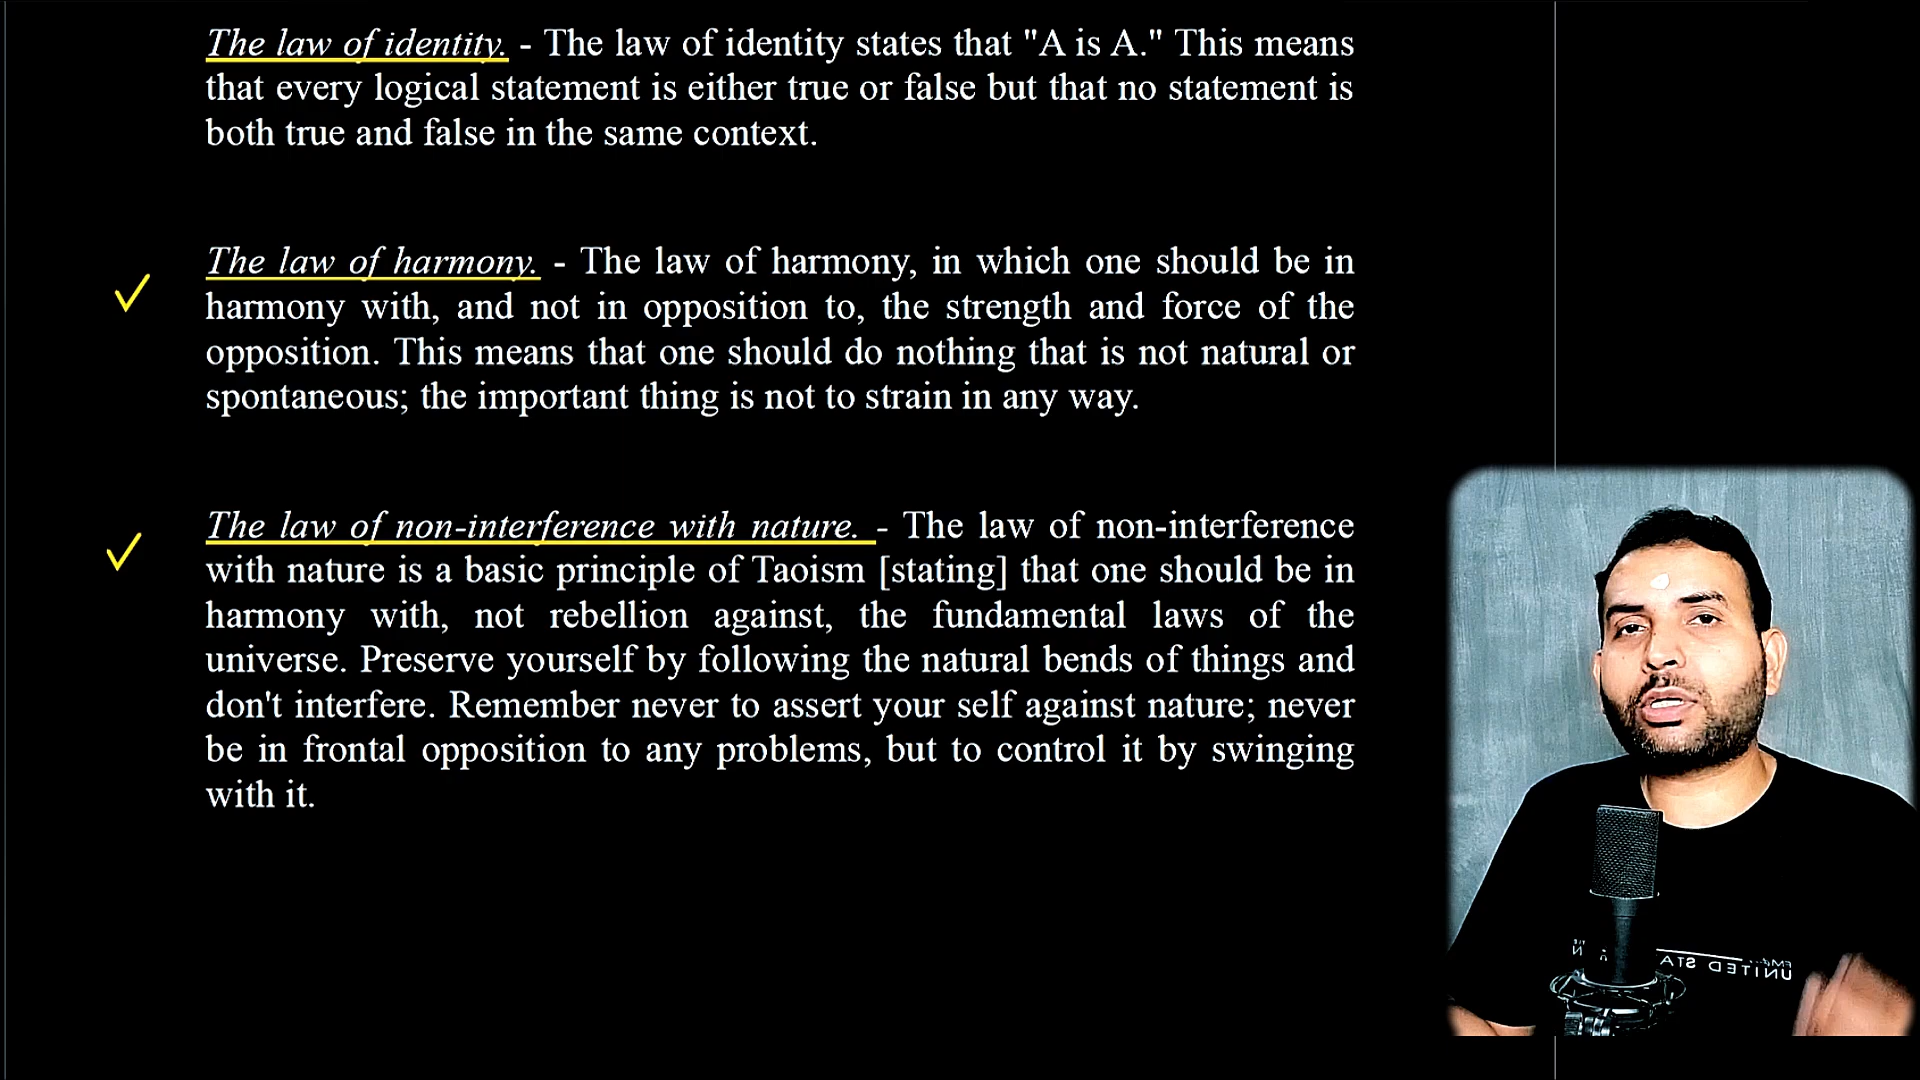 The law of identity. - The law of identity states that "A is A." This means
that every logical statement is either true or false but that no statement is
both true and false in the same context.
The law of harmony. - The law of harmony, in which one should be in
harmony with, and not in opposition to, the strength and force of the
opposition. This means that one should do nothing that is not natural or
spontaneous; the important thing is not to strain in any way.
The law of non-interference with nature. - The law of non-interference
with nature is a basic principle of Taoism [stating] that one should be in
harmony with, not rebellion against, the fundamental laws of the
universe. Preserve yourself by following the natural bends of things and
don't interfere. Remember never to assert your self against nature; never
be in frontal opposition to any problems, but to control it by swinging
with it.
UNITED STA